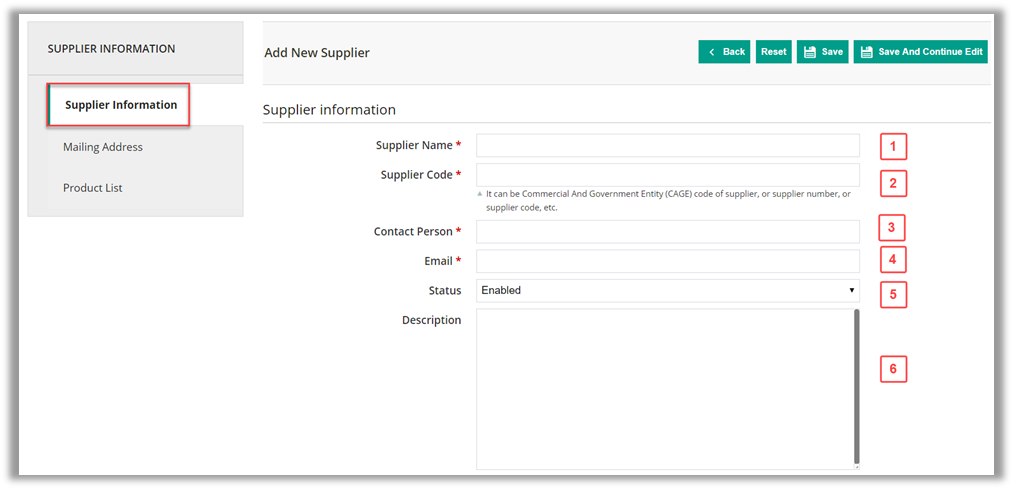 SUPPLIER INFORMATION
Supplier Information
Mailing Address
Product List
Add New Supplier
Back
Reset
Save
Save And Continue Edit
Supplier information
Supplier Name *
1
Supplier Code *
2
It can be Commercial And Government Entity (CAGE) code of supplier, or supplier number, or
supplier code, etc.
Contact Person *
3
Email *
4
Status
Enabled
5
Description
6